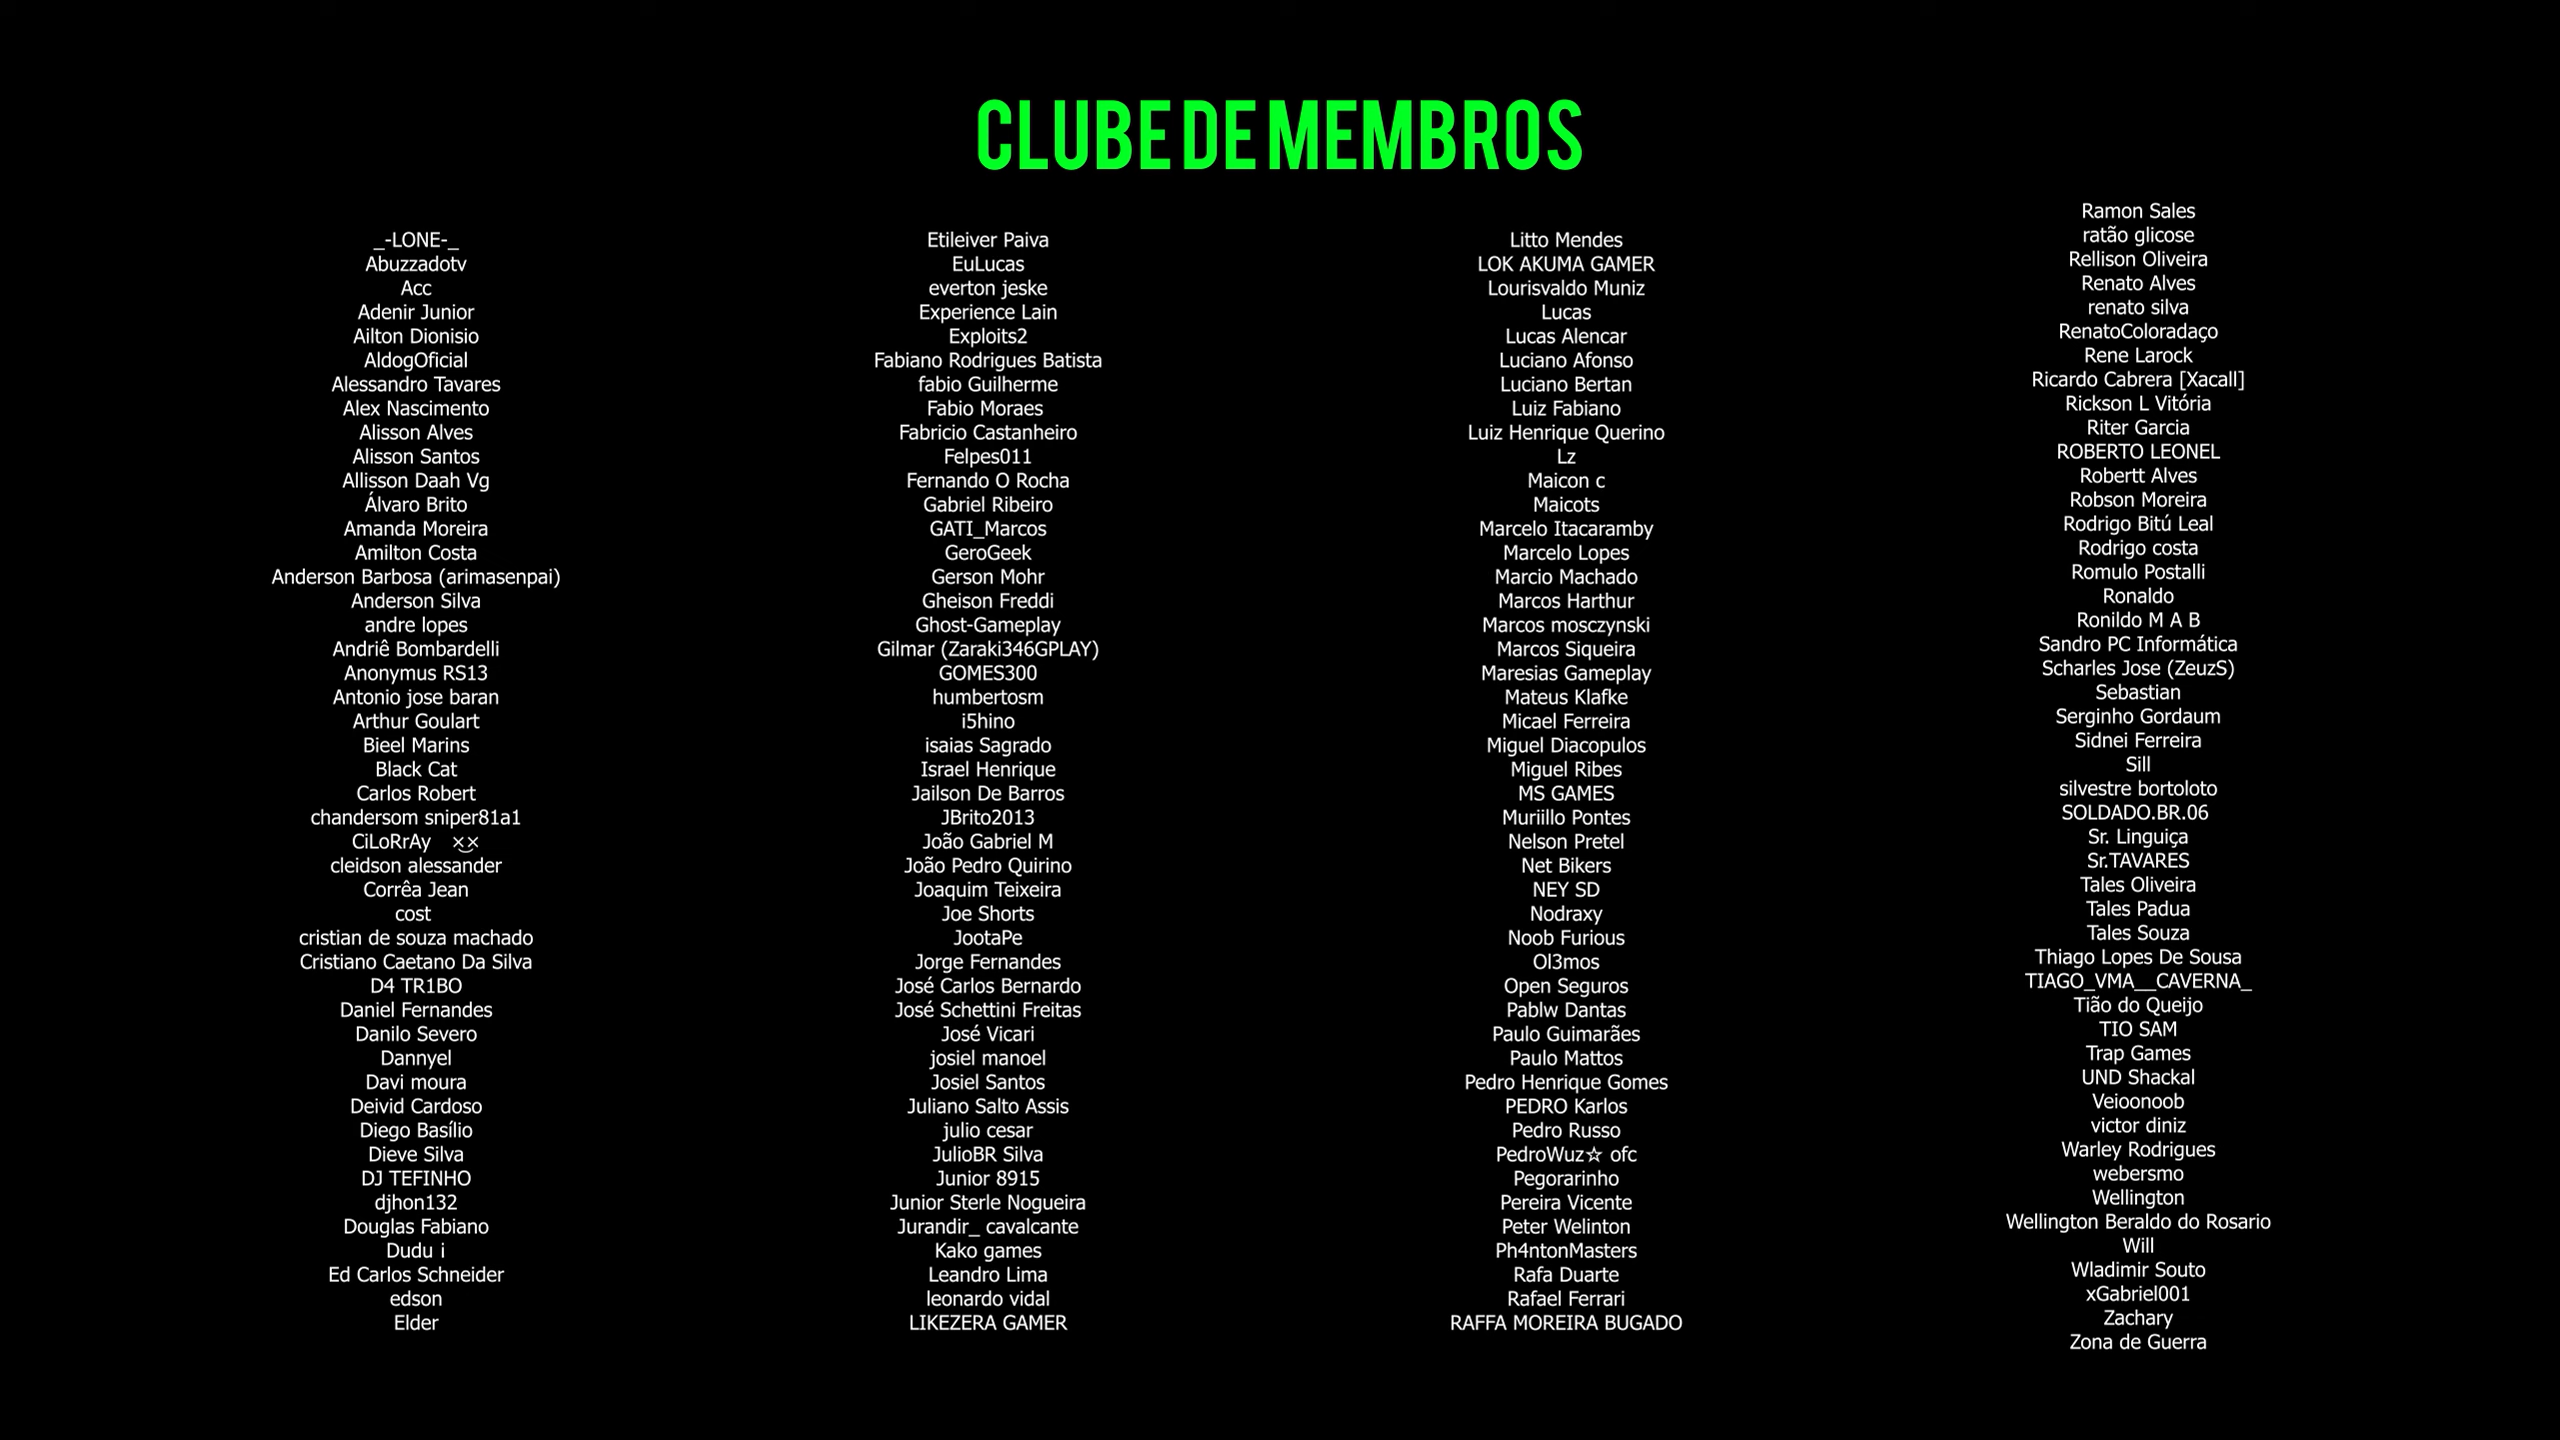 CLUBE DE MEMBROS
_-LONE-_
Abuzzadotv
Acc
Adenir Junior
Ailton Dionisio
AldogOficial
Alessandro Tavares
Alex Nascimento
Alisson Alves
Alisson Santos
Allisson Daah Vg
Álvaro Brito
Amanda Moreira
Amilton Costa
Anderson Barbosa (arimasenpai)
Anderson Silva
andre lopes
Andriê Bombardelli
Anonymus RS13
Antonio jose baran
Arthur Goulart
Bieel Marins
Black Cat
Carlos Robert
chandersom sniper81a1
CiLoRrAy ×͜×
cleidson alessander
Corrêa Jean
cost
cristian de souza machado
Cristiano Caetano Da Silva
D4 TR1BO
Daniel Fernandes
Danilo Severo
Dannyel
Davi moura
Deivid Cardoso
Diego Basílio
Dieve Silva
DJ TEFINHO
djhon132
Douglas Fabiano
Dudu i
Ed Carlos Schneider
edson
Elder
Etileiver Paiva
EuLucas
everton jeske
Experience Lain
Exploits2
Fabiano Rodrigues Batista
fabio Guilherme
Fabio Moraes
Fabricio Castanheiro
Felpes011
Fernando O Rocha
Gabriel Ribeiro
GATI_Marcos
GeroGeek
Gerson Mohr
Gheison Freddi
Ghost-Gameplay
Gilmar (Zaraki346GPLAY)
GOMES300
humbertosm
i5hino
isaias Sagrado
Israel Henrique
Jailson De Barros
JBrito2013
João Gabriel M
João Pedro Quirino
Joaquim Teixeira
Joe Shorts
JootaPe
Jorge Fernandes
José Carlos Bernardo
José Schettini Freitas
José Vicari
josiel manoel
Josiel Santos
Juliano Salto Assis
julio cesar
JulioBR Silva
Junior 8915
Junior Sterle Nogueira
Jurandir_ cavalcante
Kako games
Leandro Lima
leonardo vidal
LIKEZERA GAMER
Litto Mendes
LOK AKUMA GAMER
Lourisvaldo Muniz
Lucas
Lucas Alencar
Luciano Afonso
Luciano Bertan
Luiz Fabiano
Luiz Henrique Querino
Lz
Maicon c
Maicots
Marcelo Itacaramby
Marcelo Lopes
Marcio Machado
Marcos Harthur
Marcos mosczynski
Marcos Siqueira
Maresias Gameplay
Mateus Klafke
Micael Ferreira
Miguel Diacopulos
Miguel Ribes
MS GAMES
Muriillo Pontes
Nelson Pretel
Net Bikers
NEY SD
Nodraxy
Noob Furious
Ol3mos
Open Seguros
Pablw Dantas
Paulo Guimarães
Paulo Mattos
Pedro Henrique Gomes
PEDRO Karlos
Pedro Russo
PedroWuz☆ ofc
Pegorarinho
Pereira Vicente
Peter Welinton
Ph4ntonMasters
Rafa Duarte
Rafael Ferrari
RAFFA MOREIRA BUGADO
Ramon Sales
ratão glicose
Rellison Oliveira
Renato Alves
renato silva
RenatoColoradaço
Rene Larock
Ricardo Cabrera [Xacall]
Rickson L Vitória
Riter Garcia
ROBERTO LEONEL
Robertt Alves
Robson Moreira
Rodrigo Bitú Leal
Rodrigo costa
Romulo Postalli
Ronaldo
Ronildo M A B
Sandro PC Informática
Scharles Jose (ZeuzS)
Sebastian
Serginho Gordaum
Sidnei Ferreira
Sill
silvestre bortoloto
SOLDADO.BR.06
Sr. Linguiça
Sr.TAVARES
Tales Oliveira
Tales Padua
Tales Souza
Thiago Lopes De Sousa
TIAGO_VMA__CAVERNA_
Tião do Queijo
TIO SAM
Trap Games
UND Shackal
Veioonoob
victor diniz
Warley Rodrigues
webersmo
Wellington
Wellington Beraldo do Rosario
Will
Wladimir Souto
xGabriel001
Zachary
Zona de Guerra